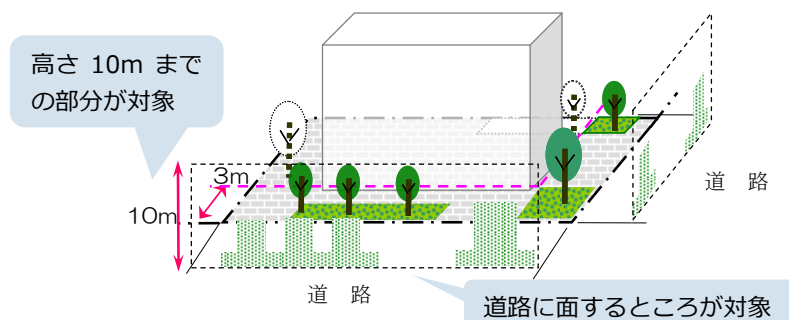 高さ 10m まで
の部分が対象
3m
10m
道 路
道 路
道路に面するところが対象